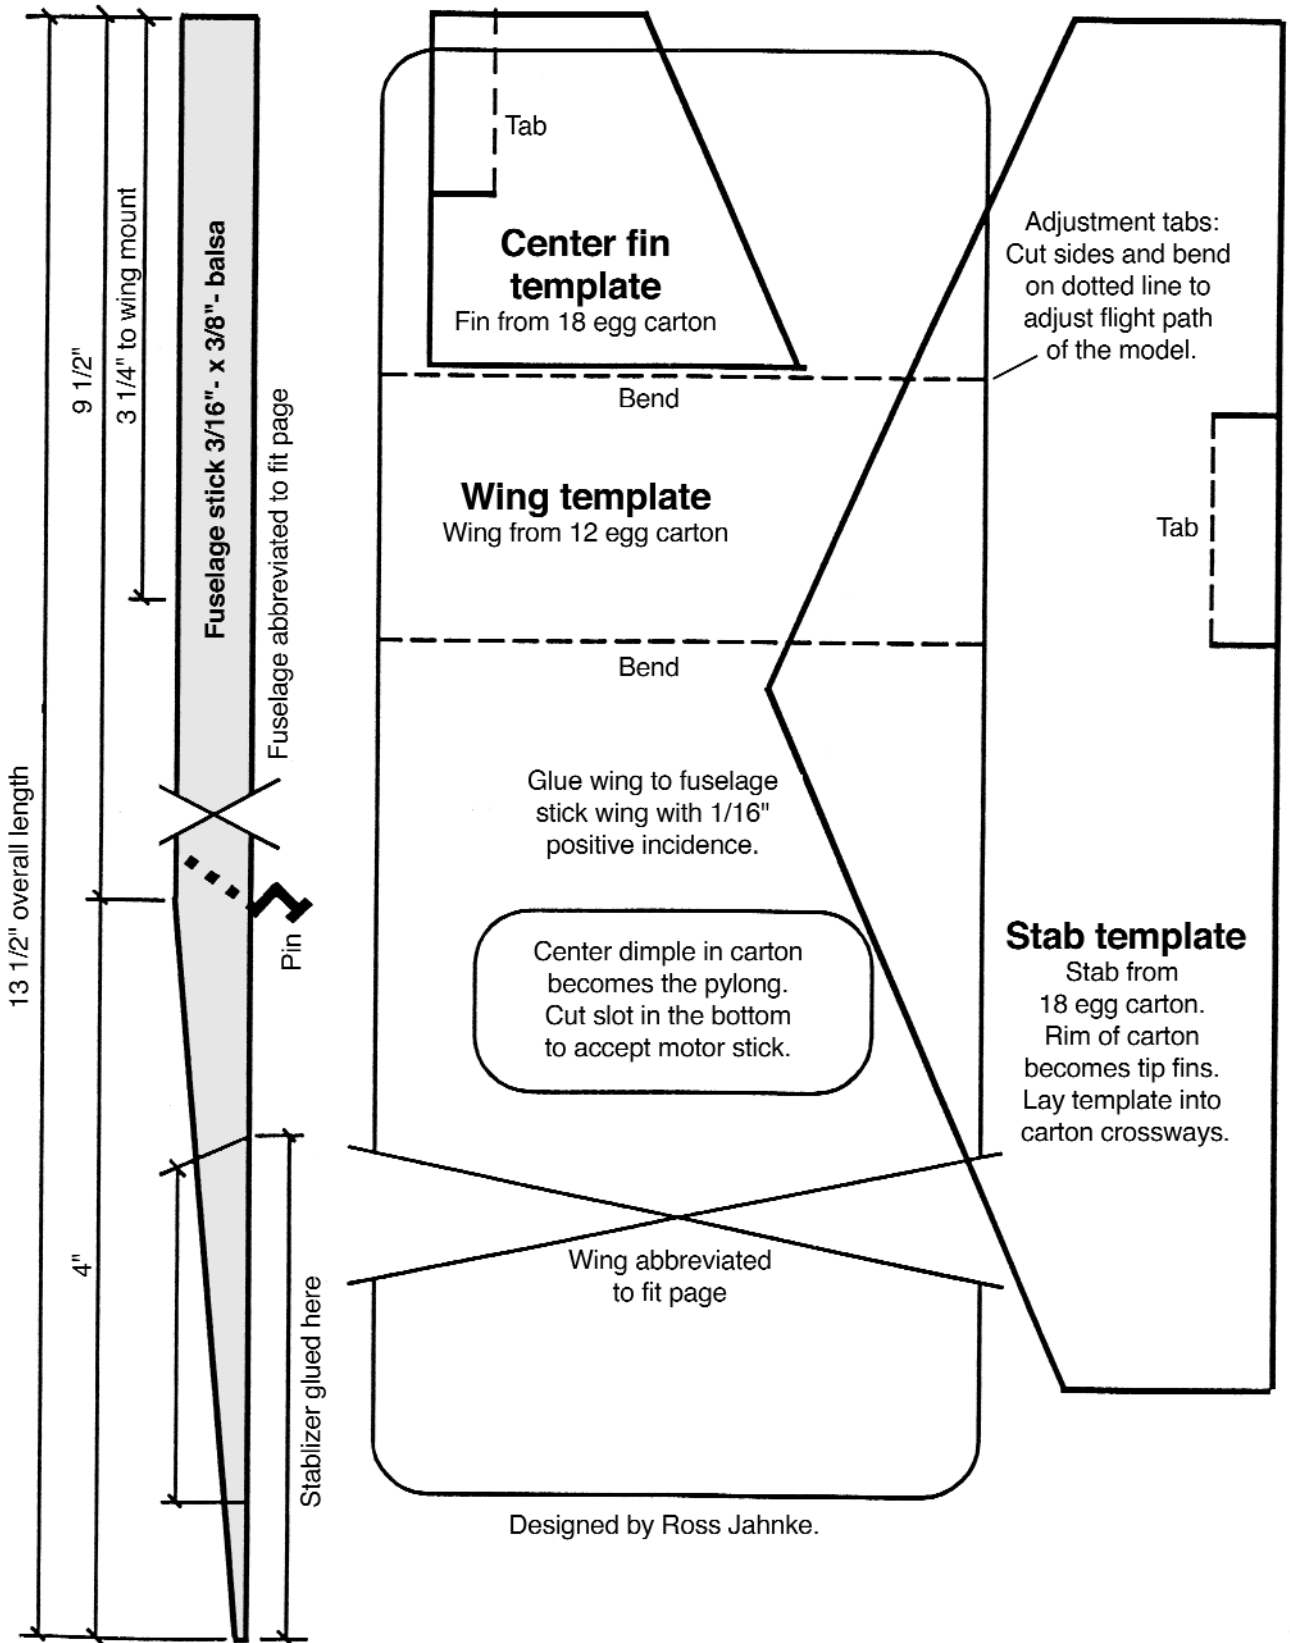 13 1/2" overall length
9 1/2"
4"
3 1/4" to wing mount
Fuselage stick 3/16"- x 3/8"- balsa
Fuselage abbreviated to fit page
Pin
Stablizer glued here
Tab
Center fin
template
Fin from 18 egg carton
Bend
Wing template
Wing from 12 egg carton
Bend
Glue wing to fuselage
stick wing with 1/16"
positive incidence.
Center dimple in carton
becomes the pylong.
Cut slot in the bottom
to accept motor stick.
Wing abbreviated
to fit page
Designed by Ross Jahnke.
Adjustment tabs:
Cut sides and bend
on dotted line to
adjust flight path
of the model.
Tab
Stab template
Stab from
18 egg carton.
Rim of carton
becomes tip fins.
Lay template into
carton crossways.